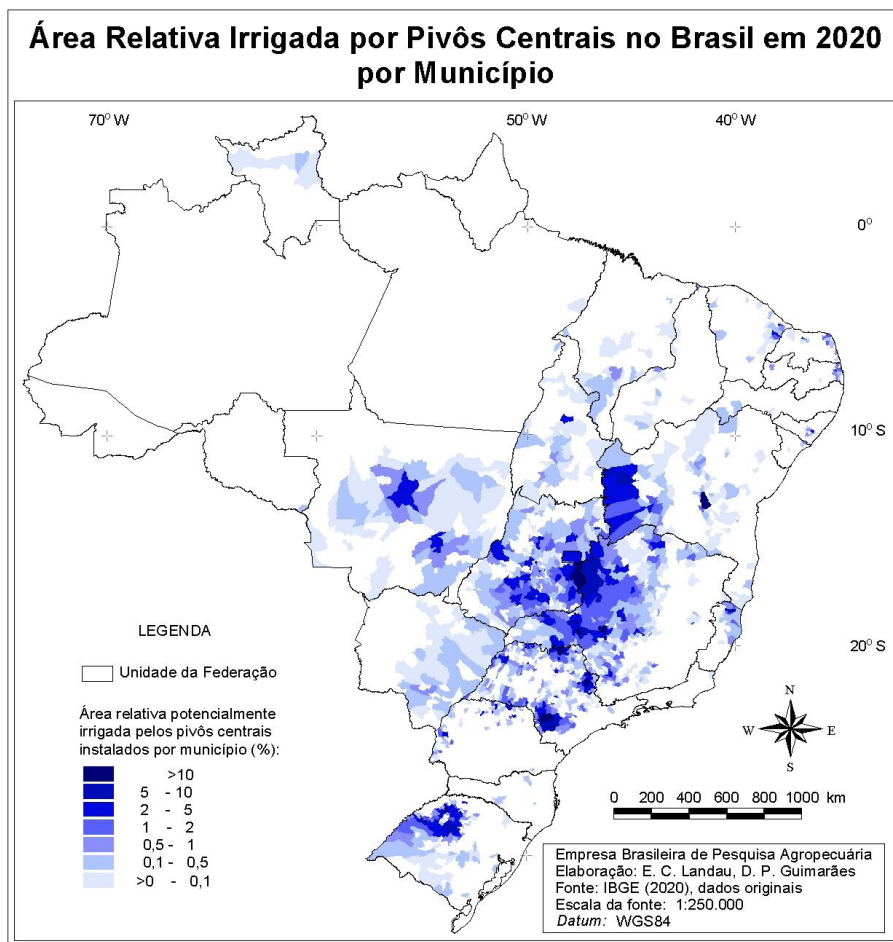 Área Relativa Irrigada por Pivôs Centrais no Brasil em 2020
por Município
70° W
50° W
40° W
0°
10° S
20° S
LEGENDA
Unidade da Federação
Área relativa potencialmente
irrigada pelos pivôs centrais
instalados por município (%):
>10
5 - 10
2 - 5
1 - 2
0,5 - 1
0,1 - 0,5
>0 - 0,1
N
W E
S
0 200 400 600 800 1000 km
Empresa Brasileira de Pesquisa Agropecuária
Elaboração: E. C. Landau, D. P. Guimarães
Fonte: IBGE (2020), dados originais
Escala da fonte: 1:250.000
Datum: WGS84